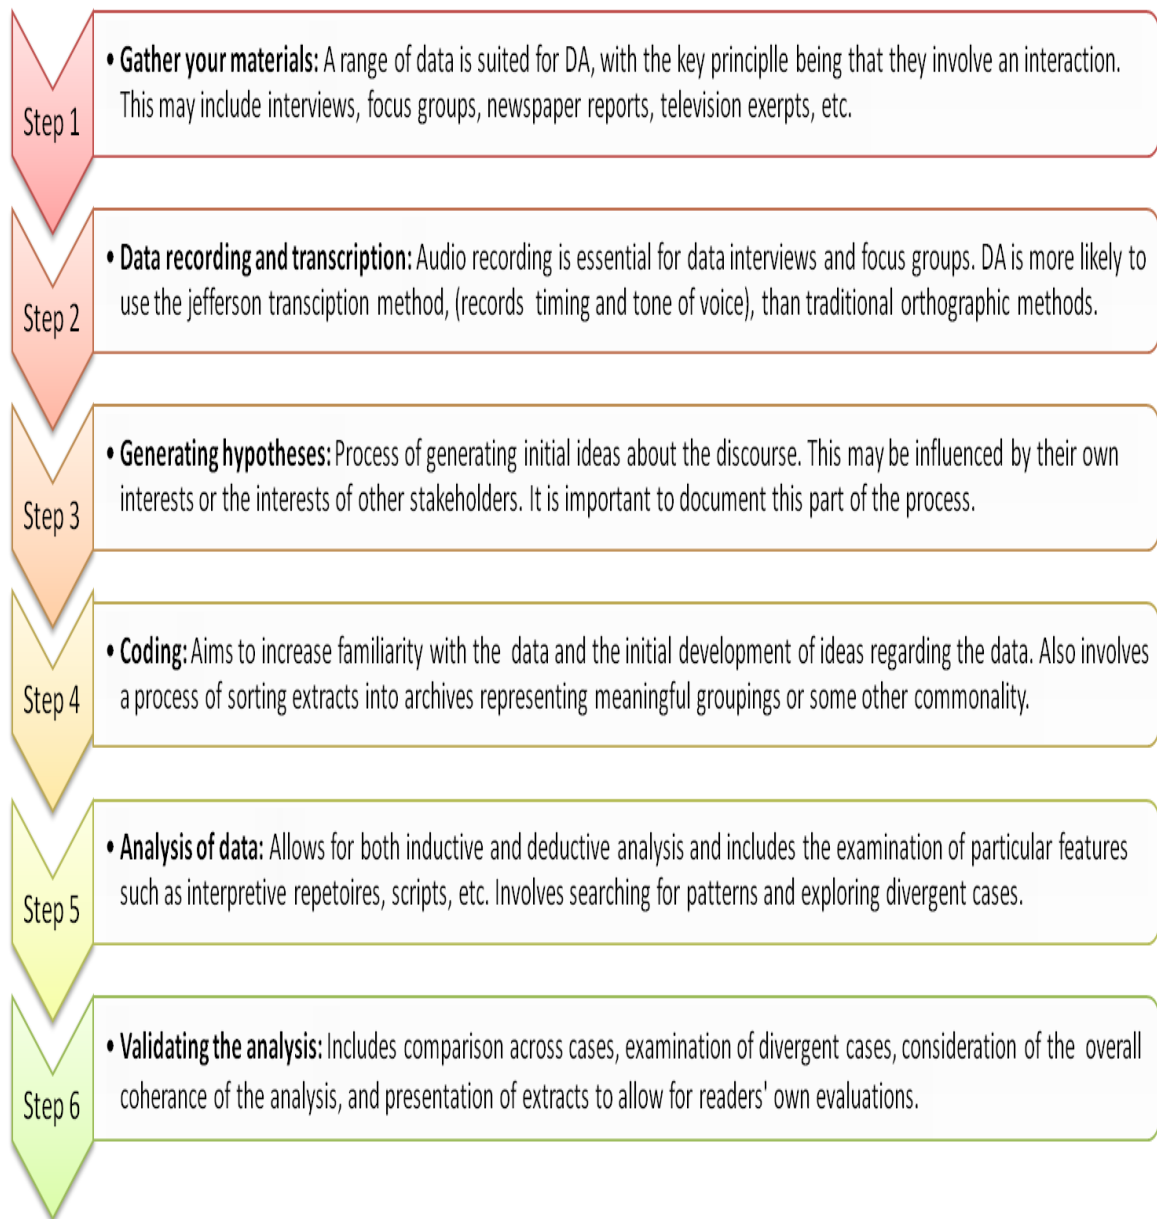 Step 1
• Gather your materials: A range of data is suited for DA, with the key principlle being that they involve an interaction.
This may include interviews, focus groups, newspaper reports, television exerpts, etc.
Step 2
• Data recording and transcription: Audio recording is essential for data interviews and focus groups. DA is more likely to
use the jefferson transciption method, (records timing and tone of voice), than traditional orthographic methods.
Step 3
• Generating hypotheses: Process of generating initial ideas about the discourse. This may be influenced by their own
interests or the interests of other stakeholders. It is important to document this part of the process.
Step 4
• Coding: Aims to increase familiarity with the data and the initial development of ideas regarding the data. Also involves
a process of sorting extracts into archives representing meaningful groupings or some other commonality.
Step 5
• Analysis of data: Allows for both inductive and deductive analysis and includes the examination of particular features
such as interpretive repetoires, scripts, etc. Involves searching for patterns and exploring divergent cases.
Step 6
• Validating the analysis: Includes comparison across cases, examination of divergent cases, consideration of the overall
coherance of the analysis, and presentation of extracts to allow for readers' own evaluations.